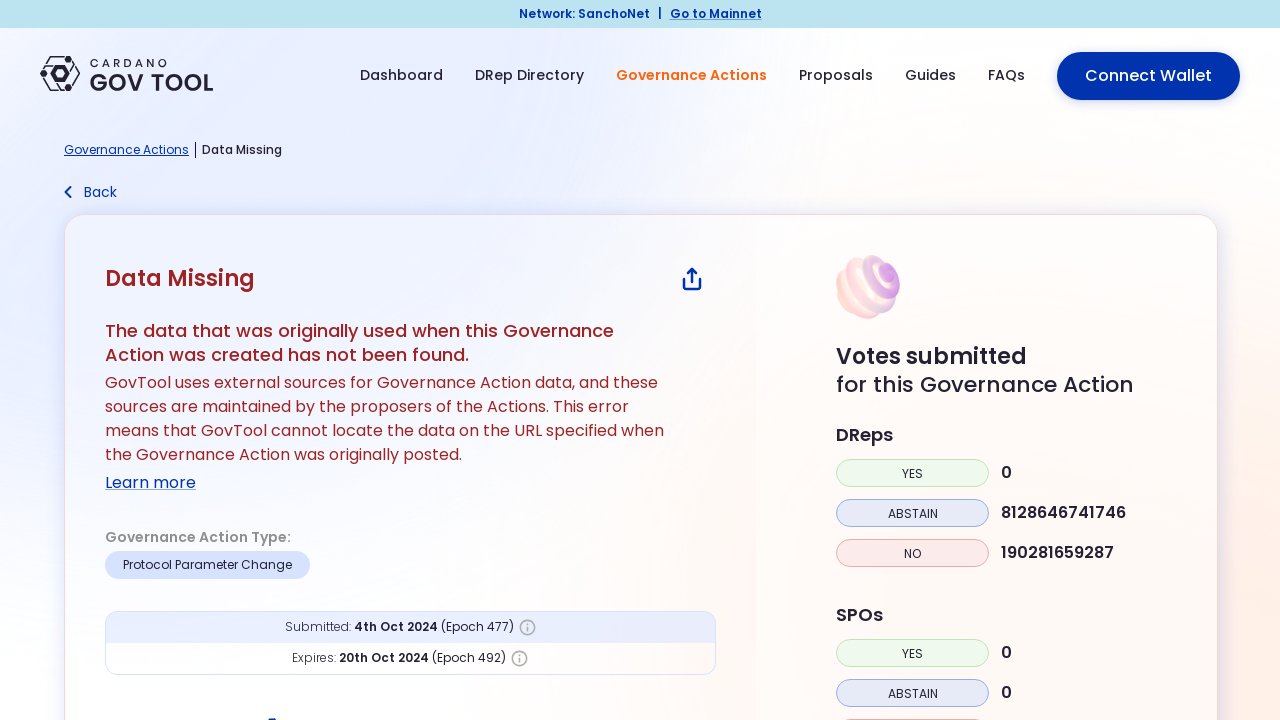 Network: SanchoNet | Go to Mainnet
CARDANO
GOV TOOL
Dashboard
DRep Directory
Governance Actions
Proposals
Guides
FAQs
Connect Wallet
Governance Actions | Data Missing
Back
Data Missing
The data that was originally used when this Governance
Action was created has not been found.
GovTool uses external sources for Governance Action data, and these
sources are maintained by the proposers of the Actions. This error
means that GovTool cannot locate the data on the URL specified when
the Governance Action was originally posted.
Learn more
Governance Action Type:
Protocol Parameter Change
Submitted: 4th Oct 2024 (Epoch 477)
Expires: 20th Oct 2024 (Epoch 492)
Votes submitted
for this Governance Action
DReps
YES 0
ABSTAIN 8128646741746
NO 190281659287
SPOs
YES 0
ABSTAIN 0